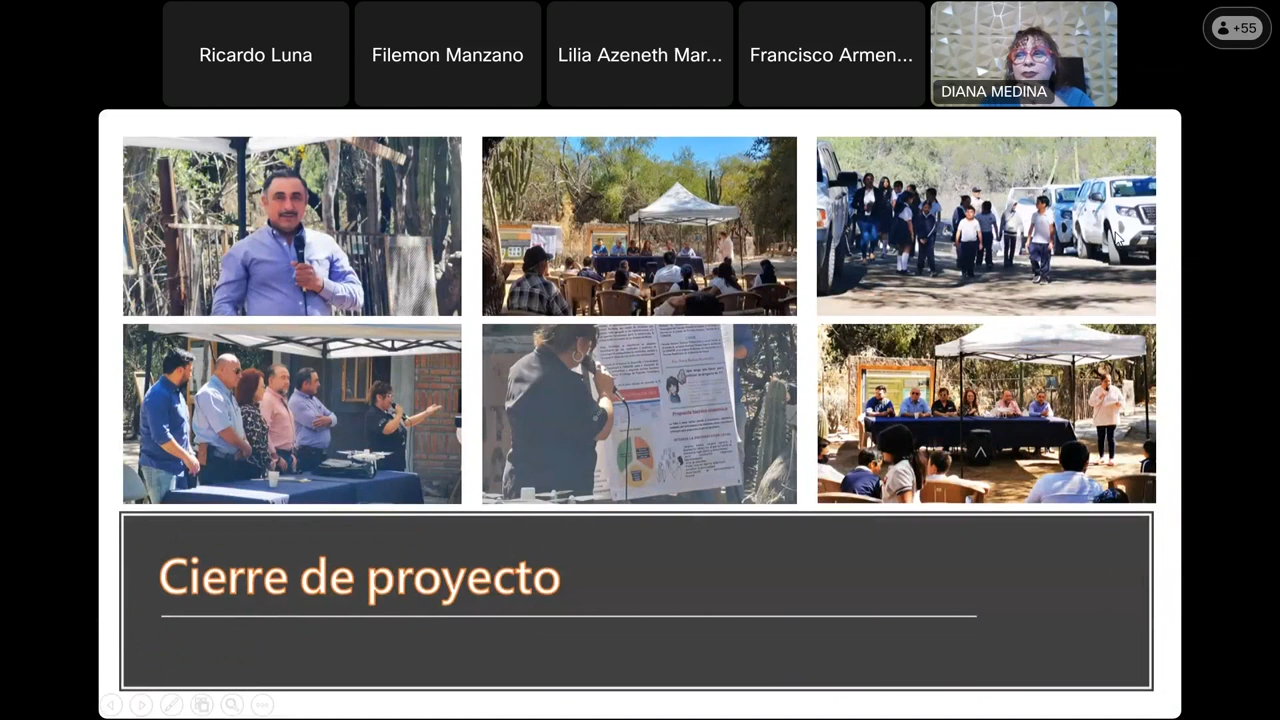 Ricardo Luna
Filemon Manzano
Lilia Azeneth Mar...
Francisco Armen...
DIANA MEDINA
+55
Cierre de proyecto